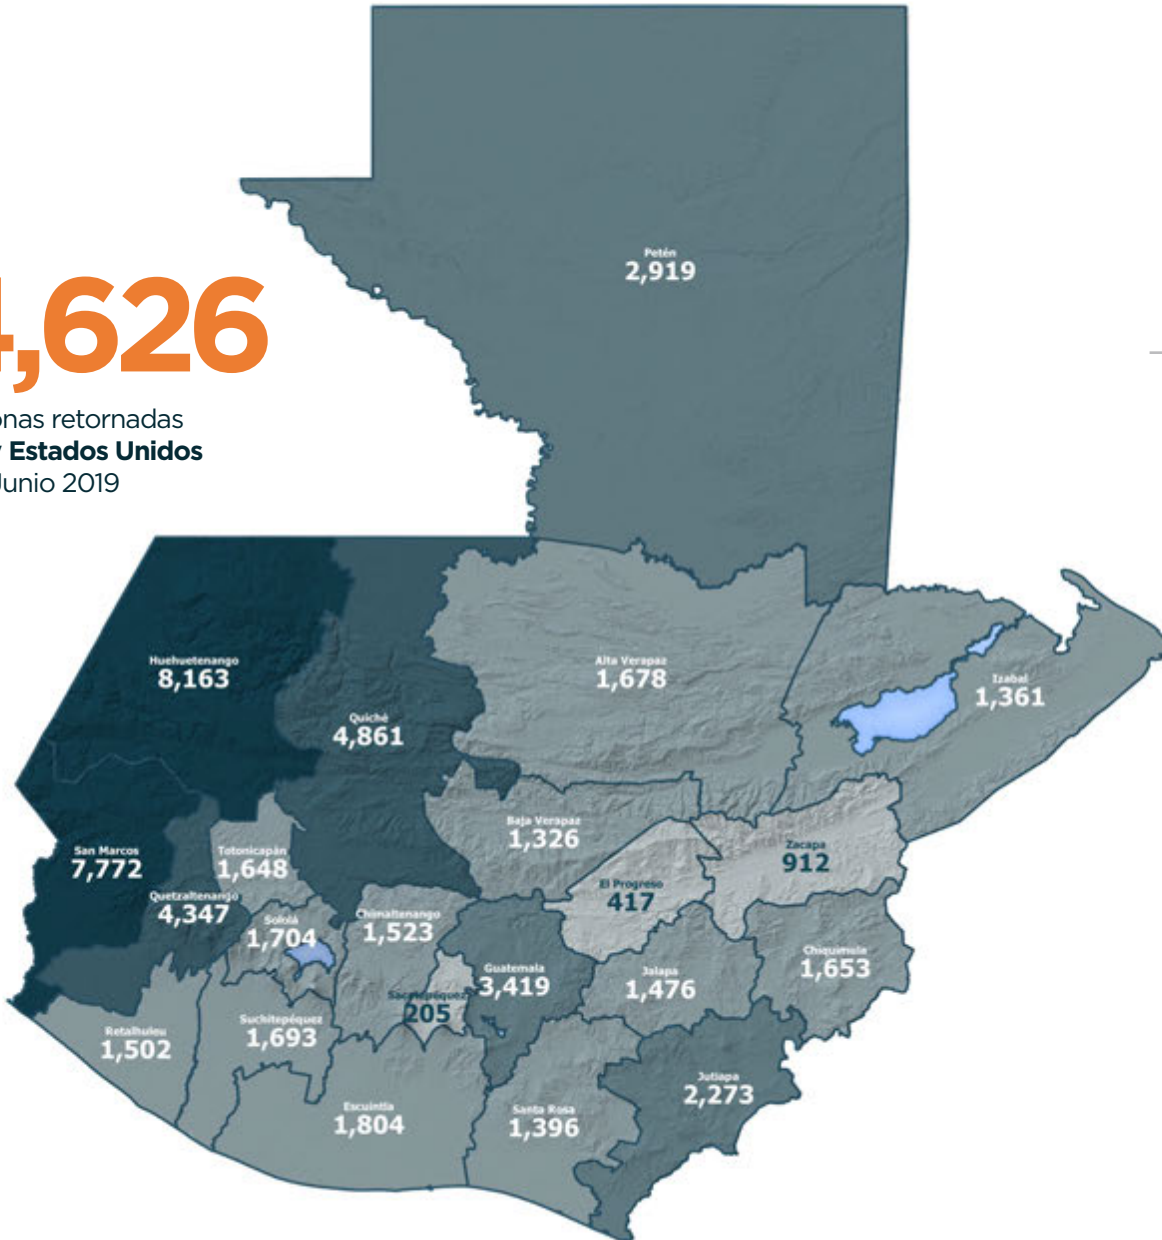 ,626
nas retornadas
Estados Unidos
Junio 2019
Petén
2,919
Huehuetenango
8,163
Alta Verapaz
1,678
Izabal
1,361
Quiché
4,861
Baja Verapaz
1,326
Zacapa
912
San Marcos
7,772
Totonicapán
1,648
El Progreso
417
Quetzaltenango
4,347
Sololá
1,704
Chimaltenango
1,523
Guatemala
3,419
Jalapa
1,476
Chiquimula
1,653
Sacatepéquez
205
Retalhuleu
1,502
Suchitepéquez
1,693
Jutiapa
2,273
Escuintla
1,804
Santa Rosa
1,396